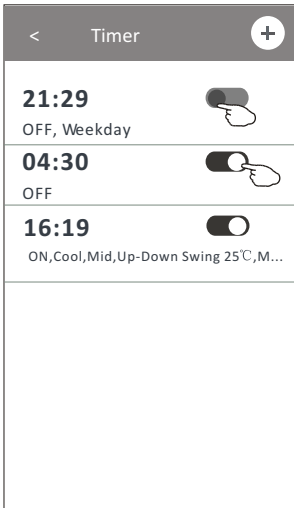 < Timer +
21:29
OFF, Weekday
04:30
OFF
16:19
ON,Cool,Mid,Up-Down Swing 25℃,M...